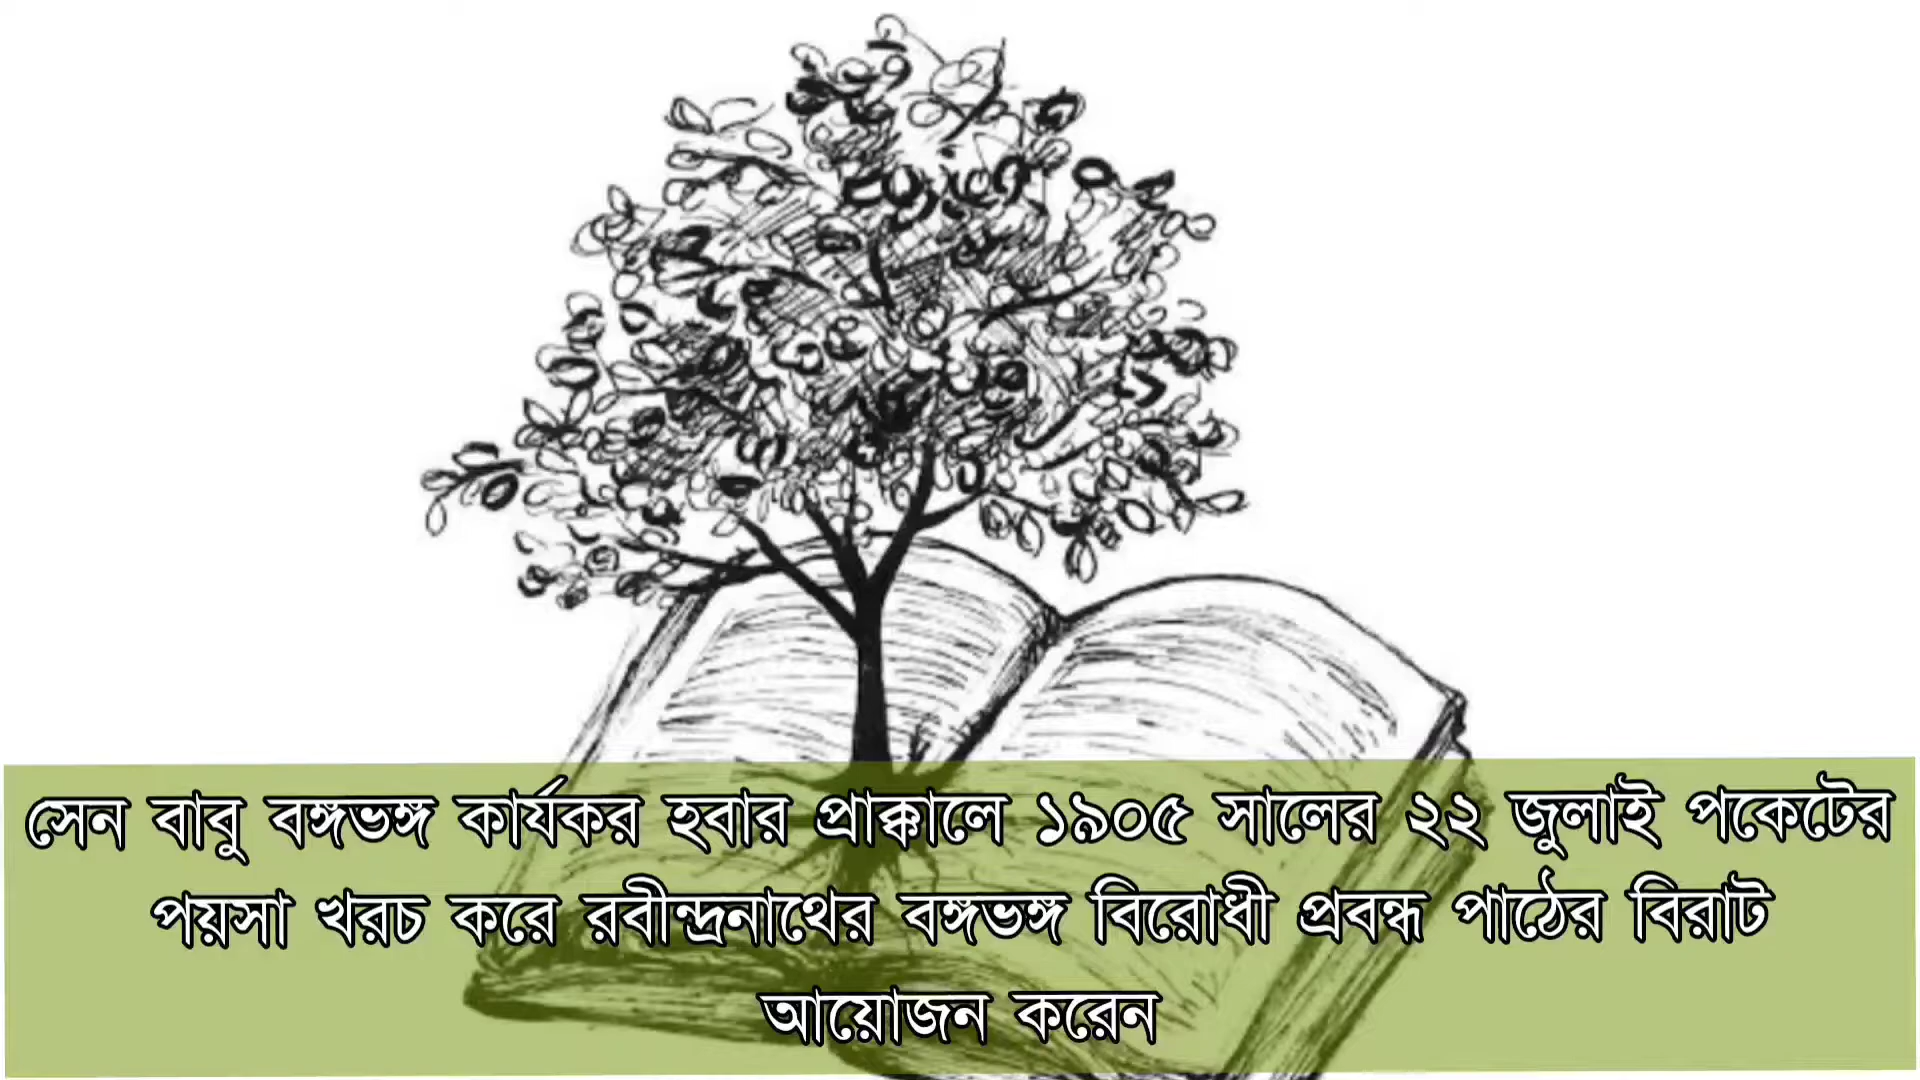 সেন বাবু বঙ্গভঙ্গ কার্যকর হবার প্রাক্কালে ১৯০৫ সালের ২২ জুলাই পকেটের
পয়সা খরচ করে রবীন্দ্রনাথের বঙ্গভঙ্গ বিরোধী প্রবন্ধ পাঠের বিরাট
আয়োজন করেন